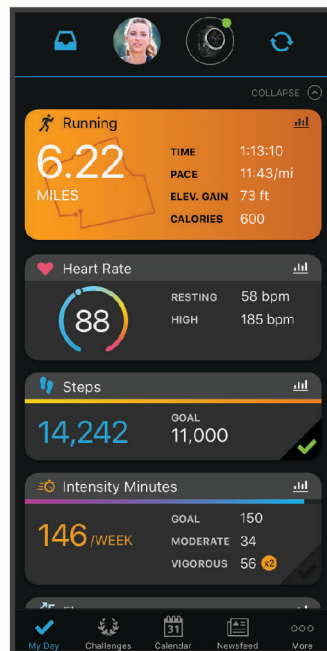 COLLAPSE
Running
6.22
MILES
TIME 1:13:10
PACE 11:43/mi
ELEV. GAIN 73 ft
CALORIES 600
Heart Rate
88
RESTING 58 bpm
HIGH 185 bpm
Steps
14,242
GOAL
11,000
Intensity Minutes
146 /WEEK
GOAL 150
MODERATE 34
VIGOROUS 56 x2
31
My Day Challenges Calendar Newsfeed More